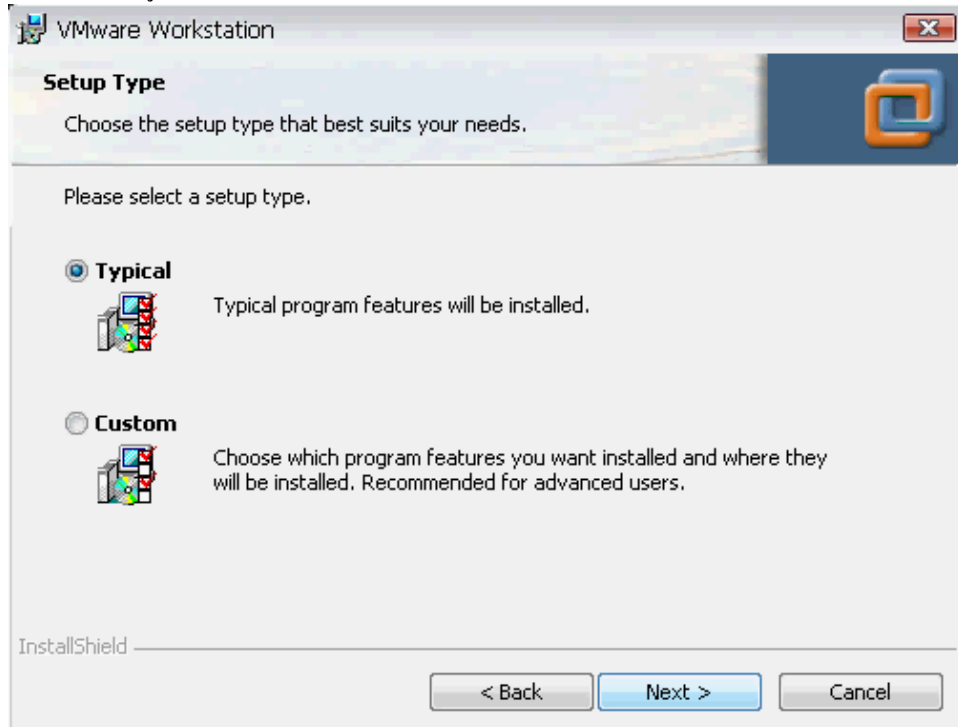 VMware Workstation
Setup Type
Choose the setup type that best suits your needs.
Please select a setup type.
Typical
Typical program features will be installed.
Custom
Choose which program features you want installed and where they
will be installed. Recommended for advanced users.
InstallShield
< Back
Next >
Cancel